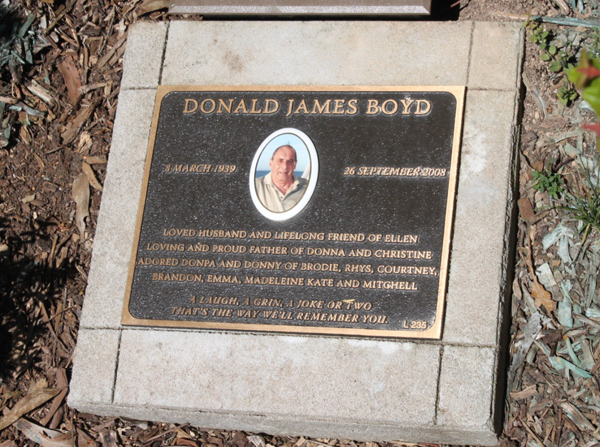 DONALD JAMES BOYD
8 MARCH 1939 26 SEPTEMBER 2008
LOVED HUSBAND AND LIFELONG FRIEND OF ELLEN
LOVING AND PROUD FATHER OF DONNA AND CHRISTINE
ADORED DONPA AND DONNY OF BRODIE, RHYS, COURTNEY,
BRANDON, EMMA, MADELEINE KATE AND MITCHELL
A LAUGH, A GRIN, A JOKE OR TWO
THAT'S THE WAY WE'LL REMEMBER YOU.
L 235